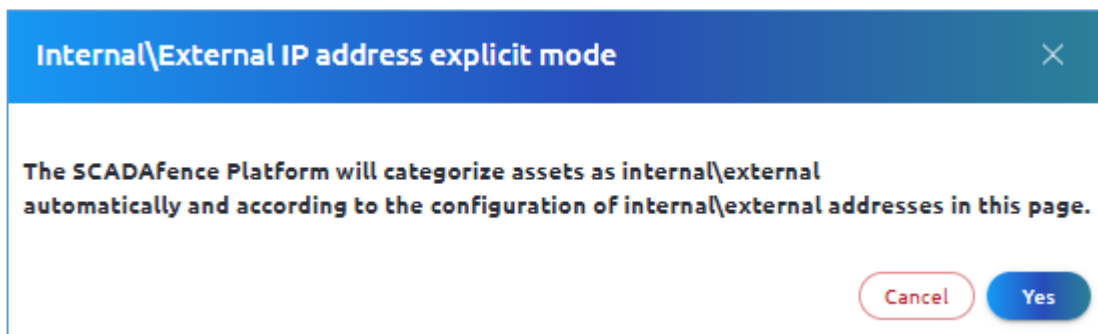 Internal\External IP address explicit mode
The SCADAfence Platform will categorize assets as internal\external
automatically and according to the configuration of internal\external addresses in this page.
Cancel
Yes